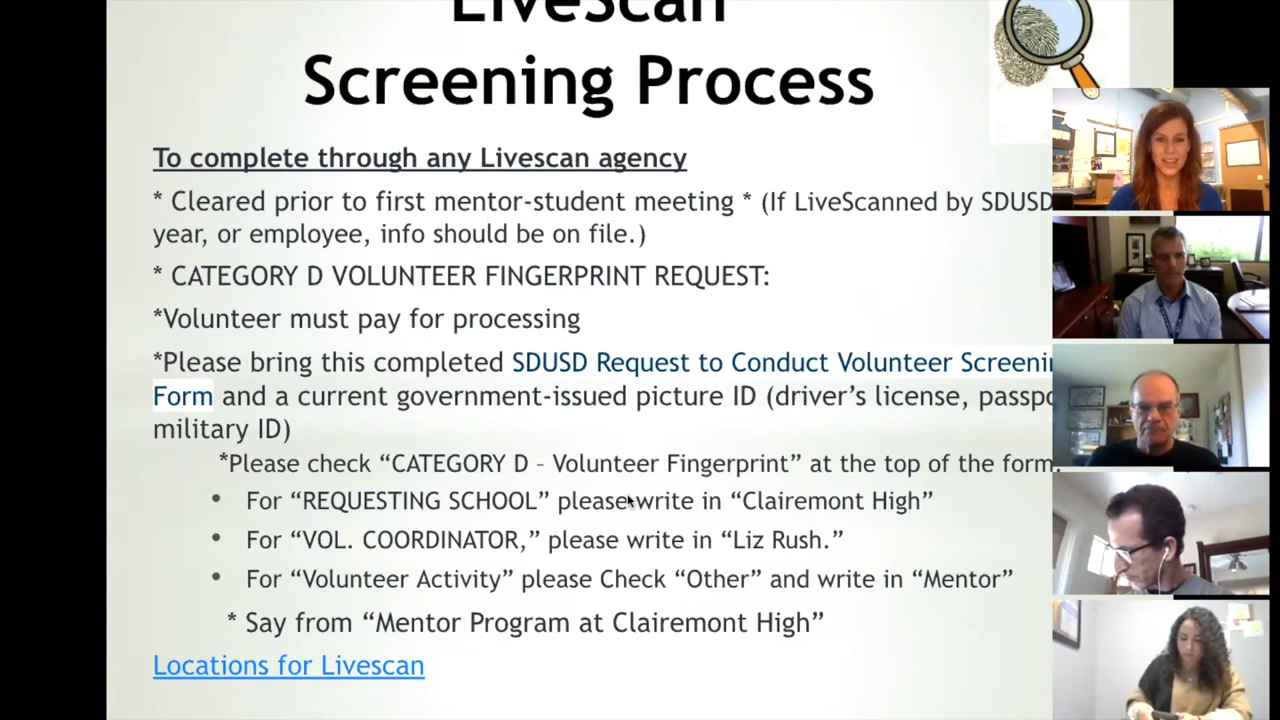 LiveScan
Screening Process
To complete through any Livescan agency
* Cleared prior to first mentor-student meeting * (If LiveScanned by SDUSD
year, or employee, info should be on file.)
* CATEGORY D VOLUNTEER FINGERPRINT REQUEST:
*Volunteer must pay for processing
*Please bring this completed SDUSD Request to Conduct Volunteer
Form and a current government-issued picture ID (driver’s license,
military ID)
*Please check “CATEGORY D – Volunteer Fingerprint” at the top of the form.
• For “REQUESTING SCHOOL” please write in “Clairemont High”
• For “VOL. COORDINATOR,” please write in “Liz Rush.”
• For “Volunteer Activity” please Check “Other” and write in “Mentor”
* Say from “Mentor Program at Clairemont High”
Locations for Livescan